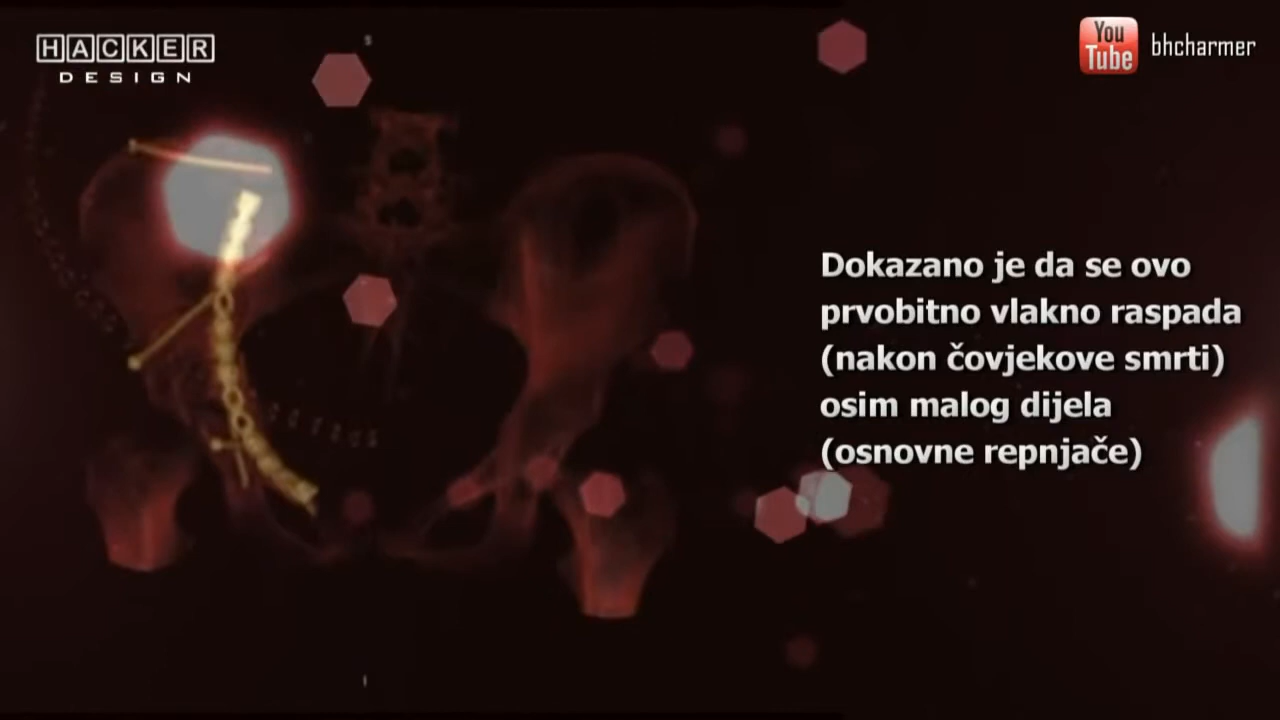 HACKER
DESIGN
You
Tube
bhcharmer
Dokazano je da se ovo
prvobitno vlakno raspada
(nakon čovjekove smrti)
osim malog dijela
(osnovne repnjače)